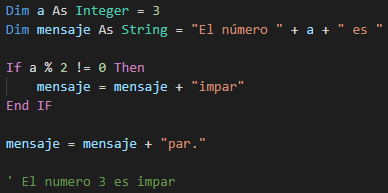 Dim a As Integer = 3
Dim mensaje As String = "El número " + a + " es "
If a % 2 != 0 Then
mensaje = mensaje + "impar"
End IF
mensaje = mensaje + "par."
' El numero 3 es impar